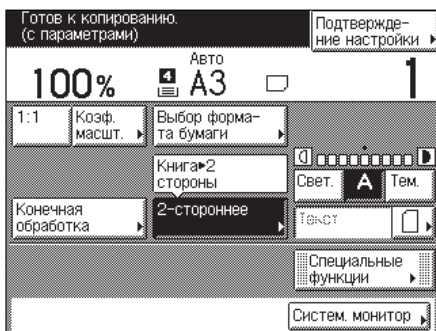 Готов к копированию.
(с параметрами)
Подтвержде-
ние настройки
100%
4
Авто
A3
1
1:1
Коэф.
масшт.
Выбор форма-
та бумаги
Книга▶2
стороны
Свет.
A
Тем.
Конечная
обработка
2-стороннее
Текст
Специальные
функции
Систем. монитор